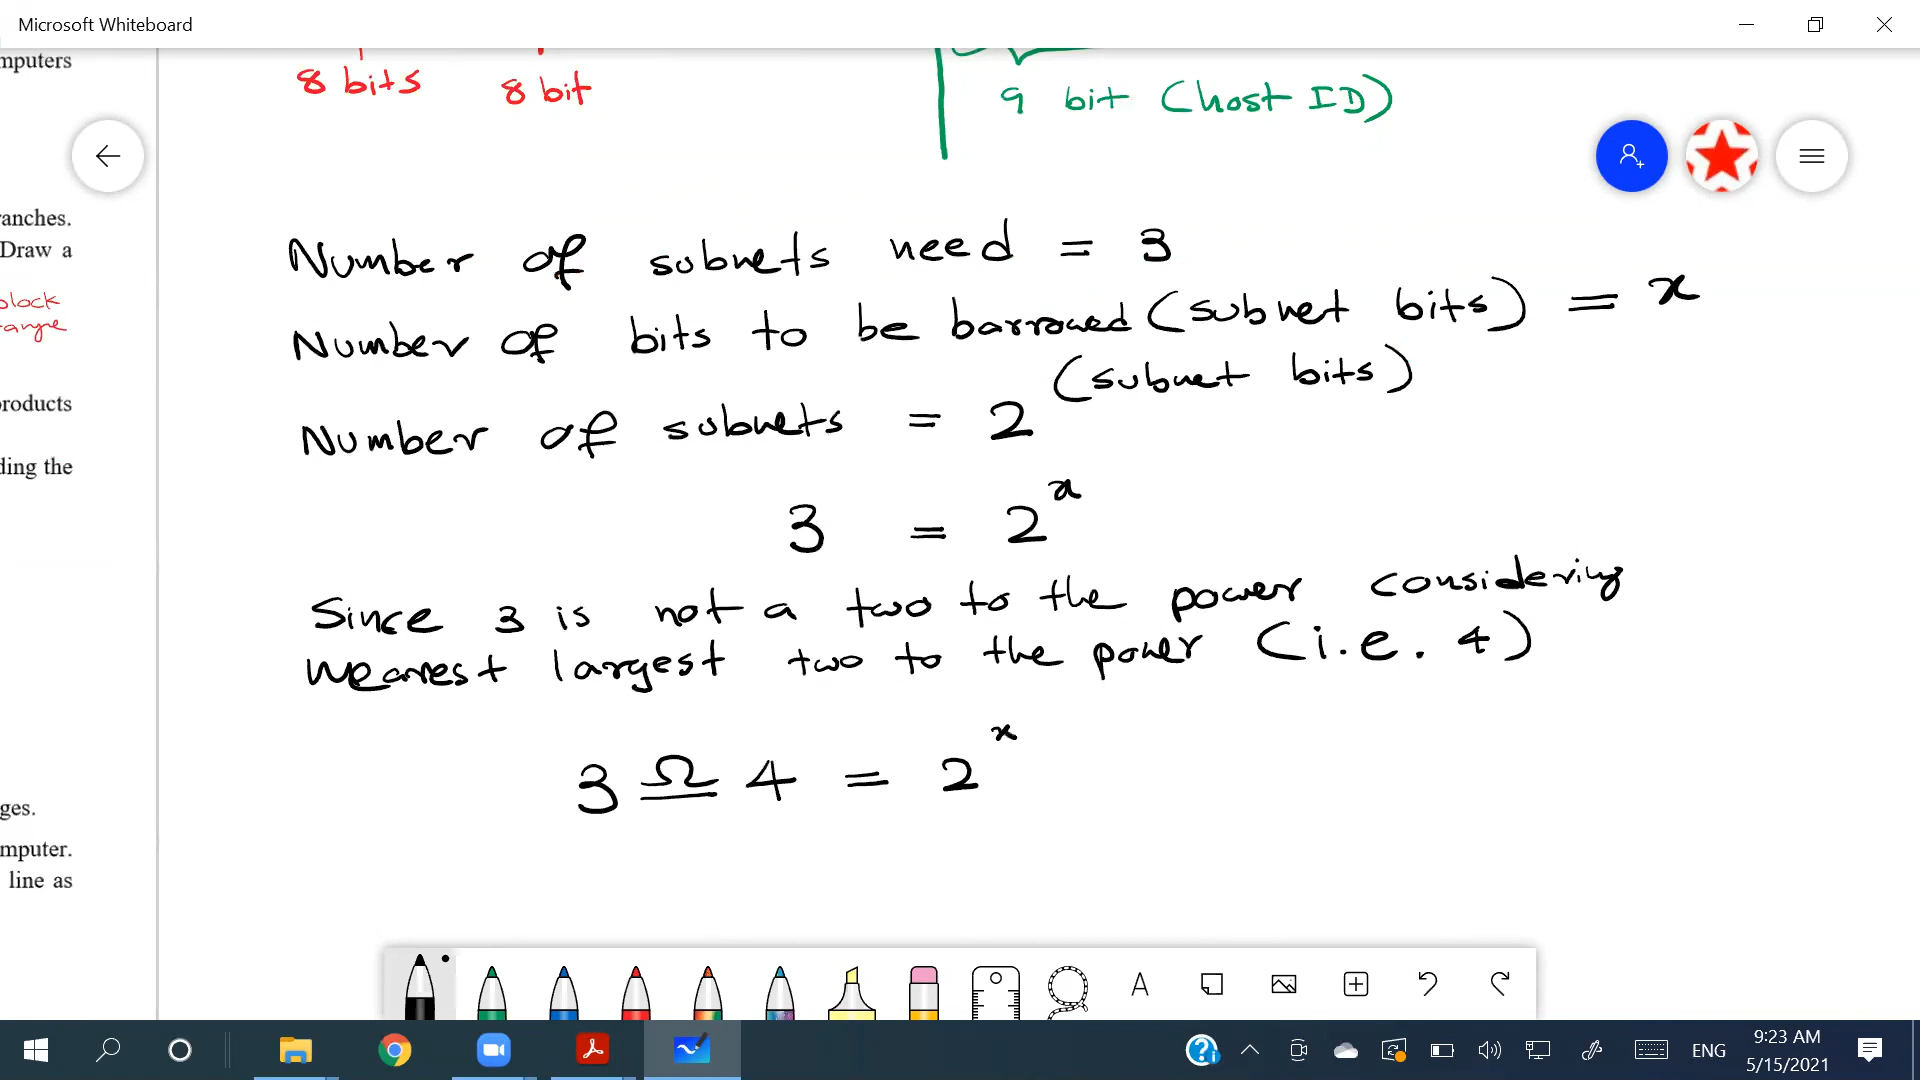 Microsoft Whiteboard
mputers
8 bits
8 bit
9 bit (host ID)
ranches.
Draw a
block
range
Number of subnets need = 3
Number of bits to be barrowed (subnet bits) = x
(subnet bits)
Number of subnets = 2
products
ding the
3 = 2 x
Since 3 is not a two to the power considering
nearest largest two to the power (i.e. 4)
3 ≏ 4 = 2 x
ges.
mputer.
line as
A
ENG
9:23 AM
5/15/2021